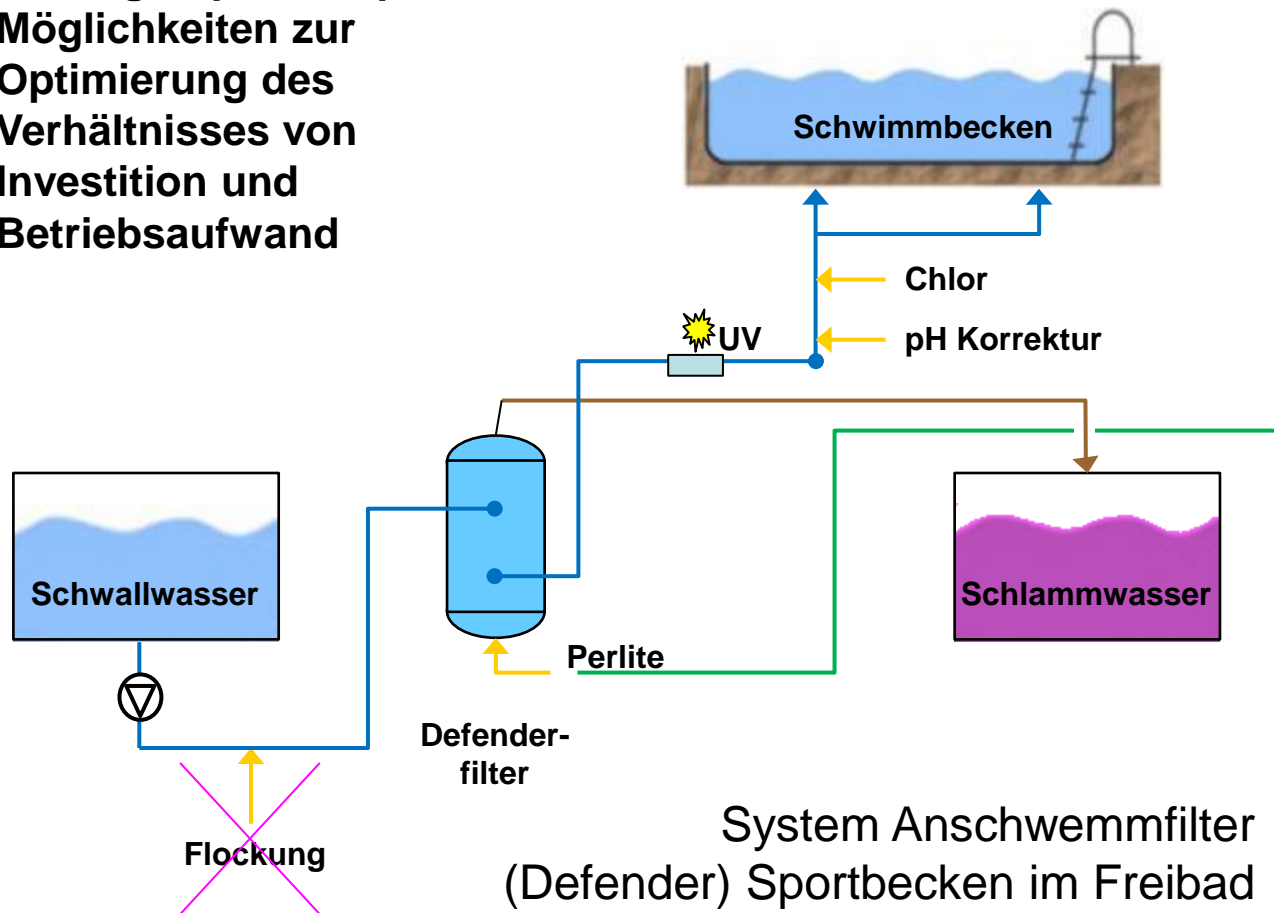 Möglichkeiten zur
Optimierung des
Verhältnisses von
Investition und
Betriebsaufwand
Schwimmbecken
Chlor
UV
pH Korrektur
Schwallwasser
Schlammwasser
Perlite
Defender-
filter
Flockung
System Anschwemmfilter
(Defender) Sportbecken im Freibad